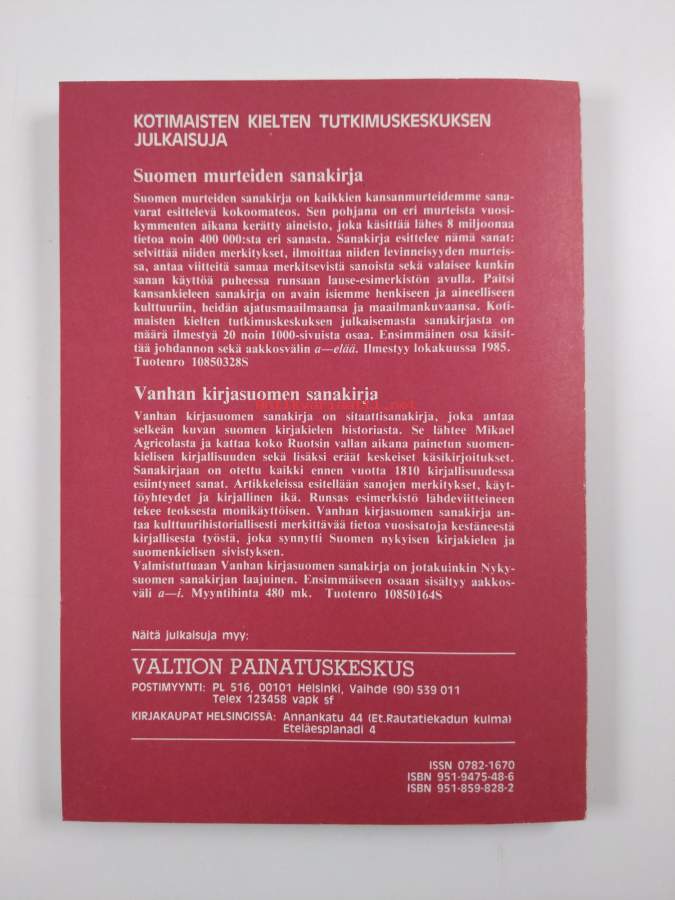 KOTIMAISTEN KIELTEN TUTKIMUSKESKUKSEN
JULKAISUJA
Suomen murteiden sanakirja
Suomen murteiden sanakirja on kaikkien kansanmurteidemme sana-
varat esittelevä kokoomateos. Sen pohjana on eri murteista vuosi-
kymmenten aikana kerätty aineisto, joka käsittää lähes 8 miljoonaa
tietoa noin 400 000:sta eri sanasta. Sanakirja esittelee nämä sanat:
selvittää niiden merkitykset, ilmoittaa niiden levinneisyyden murteis-
sa, antaa viitteitä samaa merkitsevistä sanoista sekä valaisee kunkin
sanan käyttöä puheessa runsaan lause-esimerkistön avulla. Paitsi
kansankieleen sanakirja on avain isiemme henkiseen ja aineelliseen
kulttuuriin, heidän ajatusmaailmaansa ja maailmankuvaansa. Koti-
maisten kielten tutkimuskeskuksen julkaisemasta sanakirjasta on
määrä ilmestyä 20 noin 1000-sivuista osaa. Ensimmäinen osa käsit-
tää johdannon sekä aakkosvälin a—elää. Ilmestyy lokakuussa 1985.
Tuotenro 10850328S
Vanhan kirjasuomen sanakirja
Vanhan kirjasuomen sanakirja on sitaattisanakirja, joka antaa
selkeän kuvan suomen kirjakielen historiasta. Se lähtee Mikael
Agricolasta ja kattaa koko Ruotsin vallan aikana painetun suomen-
kielisen kirjallisuuden sekä lisäksi eräät keskeiset käsikirjoitukset.
Sanakirjaan on otettu kaikki ennen vuotta 1810 kirjallisuudessa
esiintyneet sanat. Artikkeleissa esitellään sanojen merkitykset, käyt-
töyhteydet ja kirjallinen ikä. Runsas esimerkistö lähdeviitteineen
tekee teoksesta monikäyttöisen. Vanhan kirjasuomen sanakirja an-
taa kulttuurihistoriallisesti merkittävää tietoa vuosisatoja kestäneestä
kirjallisesta työstä, joka synnytti Suomen nykyisen kirjakielen ja
suomenkielisen sivistyksen.
Valmistuttuaan Vanhan kirjasuomen sanakirja on jotakuinkin Nyky-
suomen sanakirjan laajuinen. Ensimmäiseen osaan sisältyy aakkos-
väli a—i. Myyntihinta 480 mk. Tuotenro 10850164S
Näitä julkaisuja myy:
VALTION PAINATUSKESKUS
POSTIMYYNTI: PL 516, 00101 Helsinki, Vaihde (90) 539 011
Telex 123458 vapk sf
KIRJAKAUPAT HELSINGISSÄ: Annankatu 44 (Et.Rautatiekadun kulma)
Eteläesplanadi 4
ISSN 0782-1670
ISBN 951-9475-48-6
ISBN 951-859-828-2